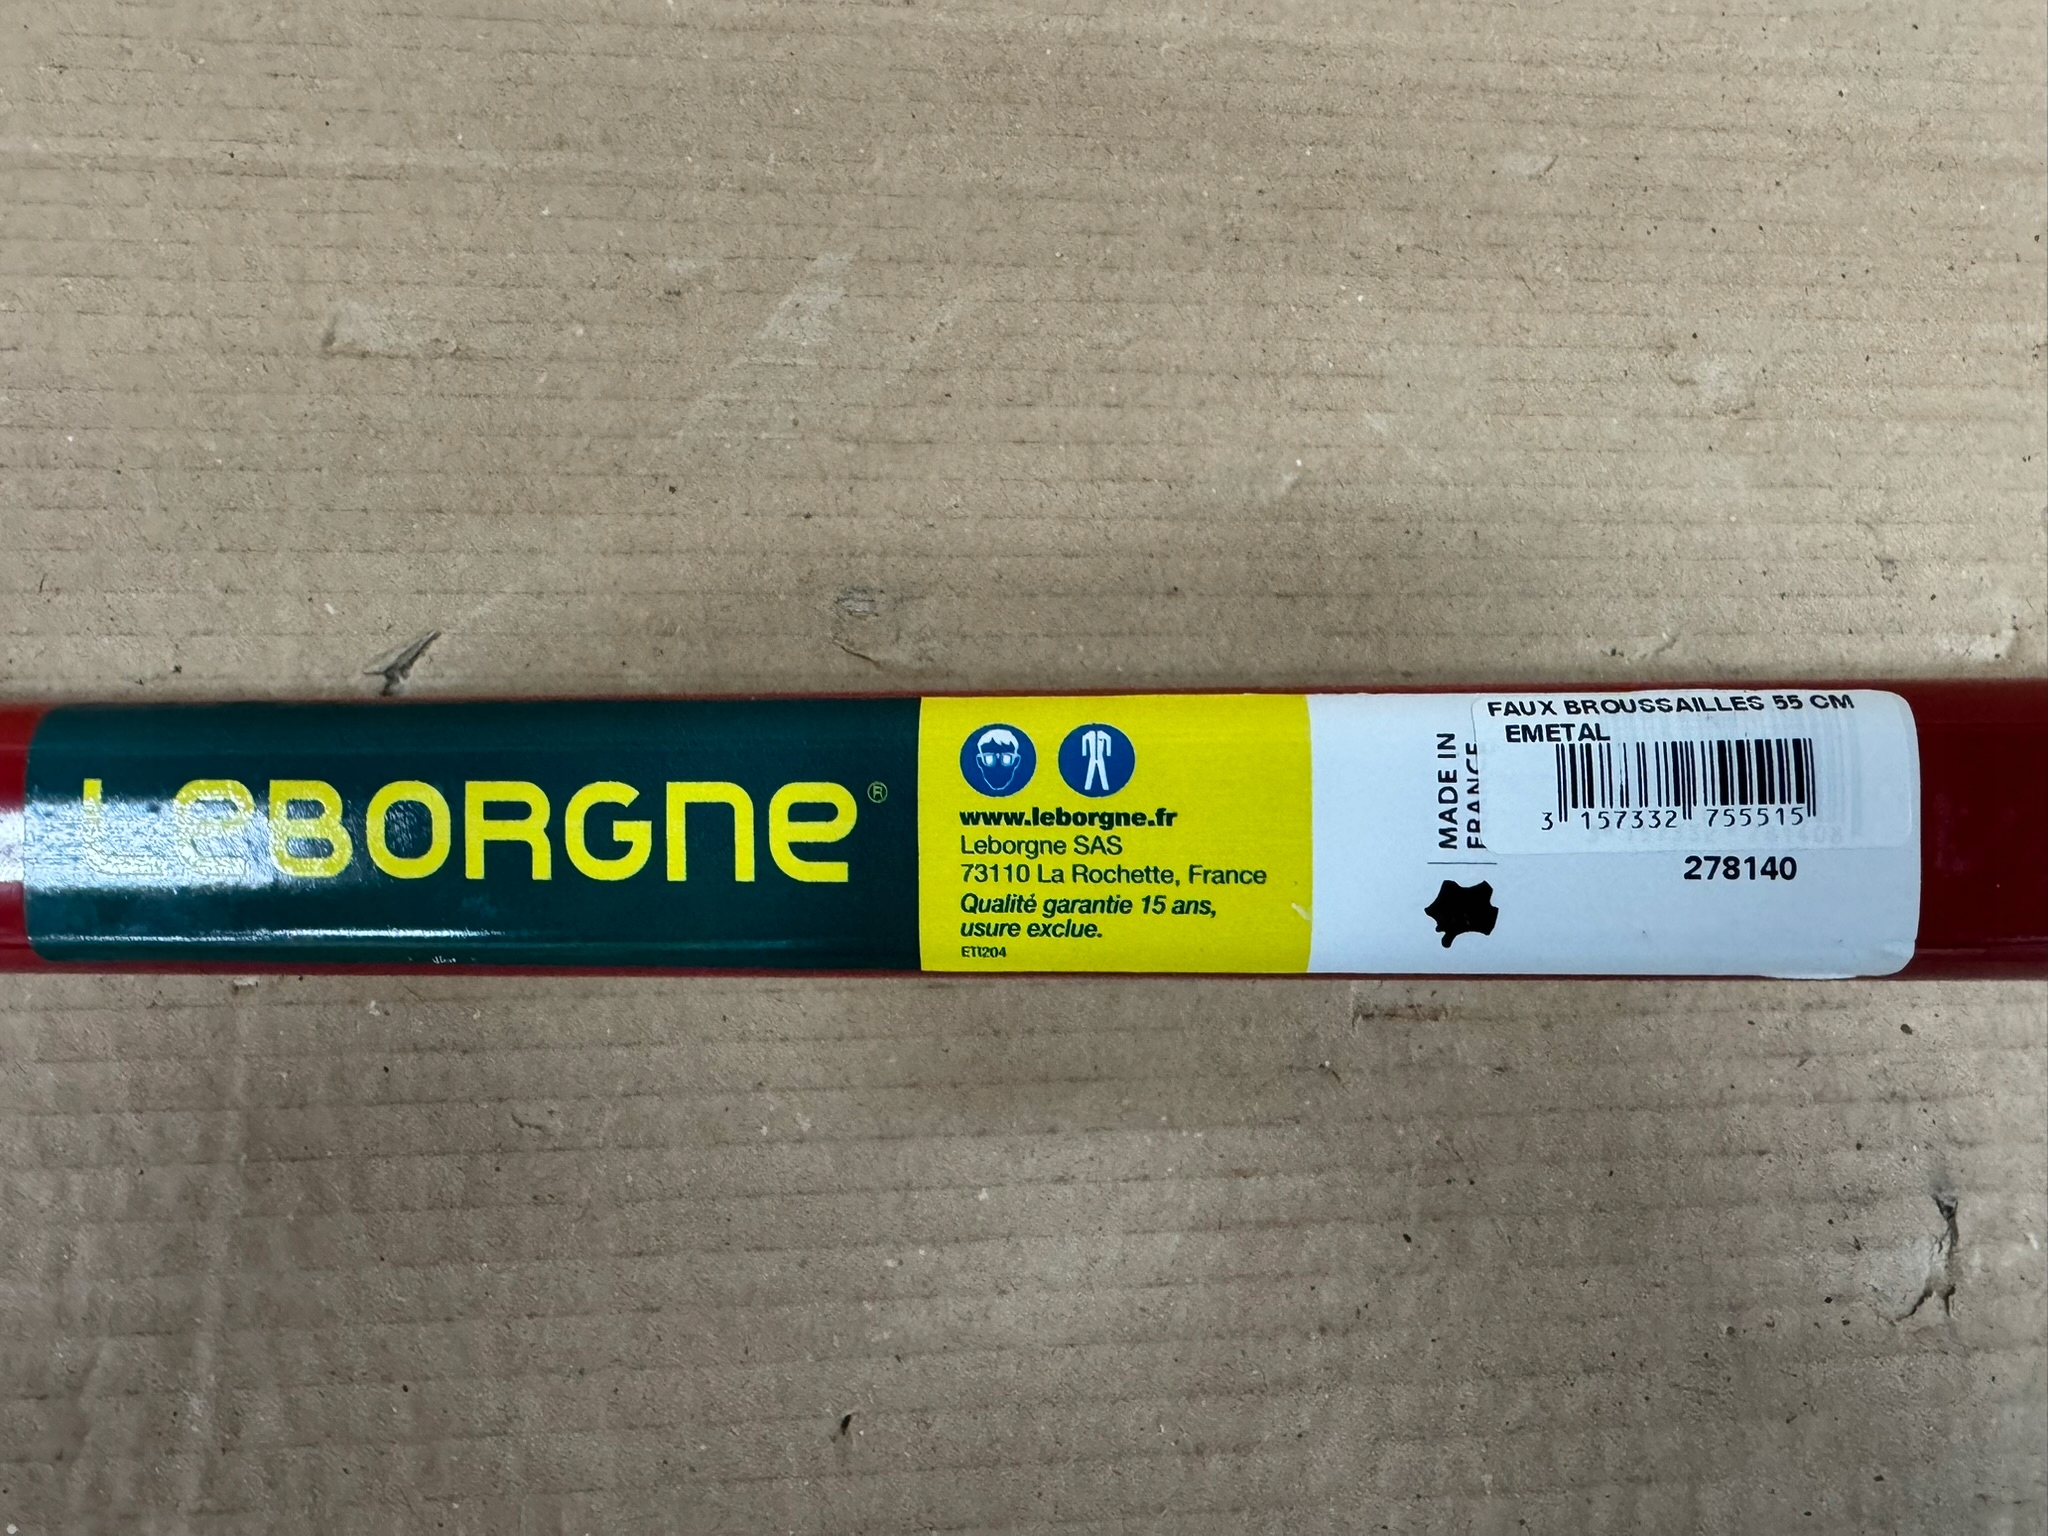 LEBORGNE®
www.leborgne.fr
Leborgne SAS
73110 La Rochette, France
Qualité garantie 15 ans,
usure exclue.
ETI204
MADE IN
FRANCE
FAUX BROUSSAILLES 55 CM
EMETAL
3 157332 755515
278140